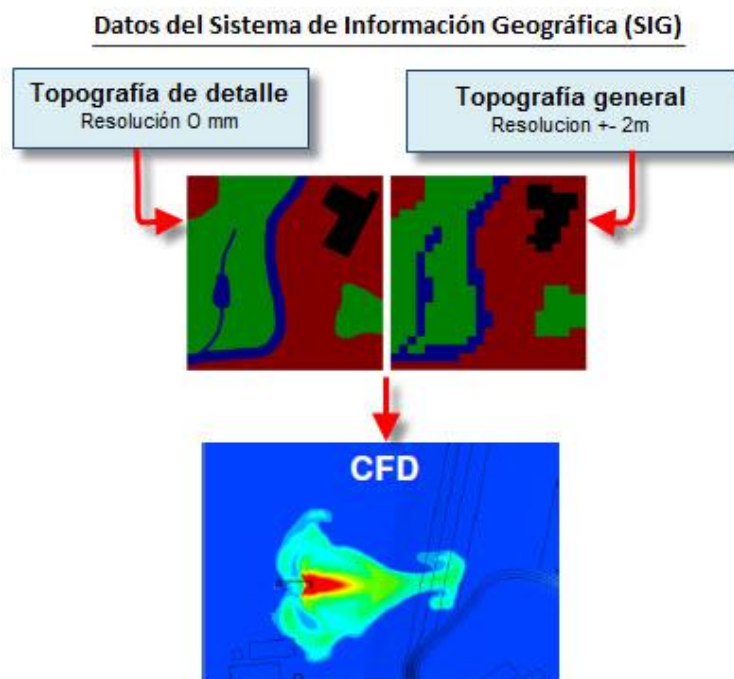 Datos del Sistema de Información Geográfica (SIG)
Topografía de detalle
Resolución O mm
Topografía general
Resolucion +- 2m
CFD